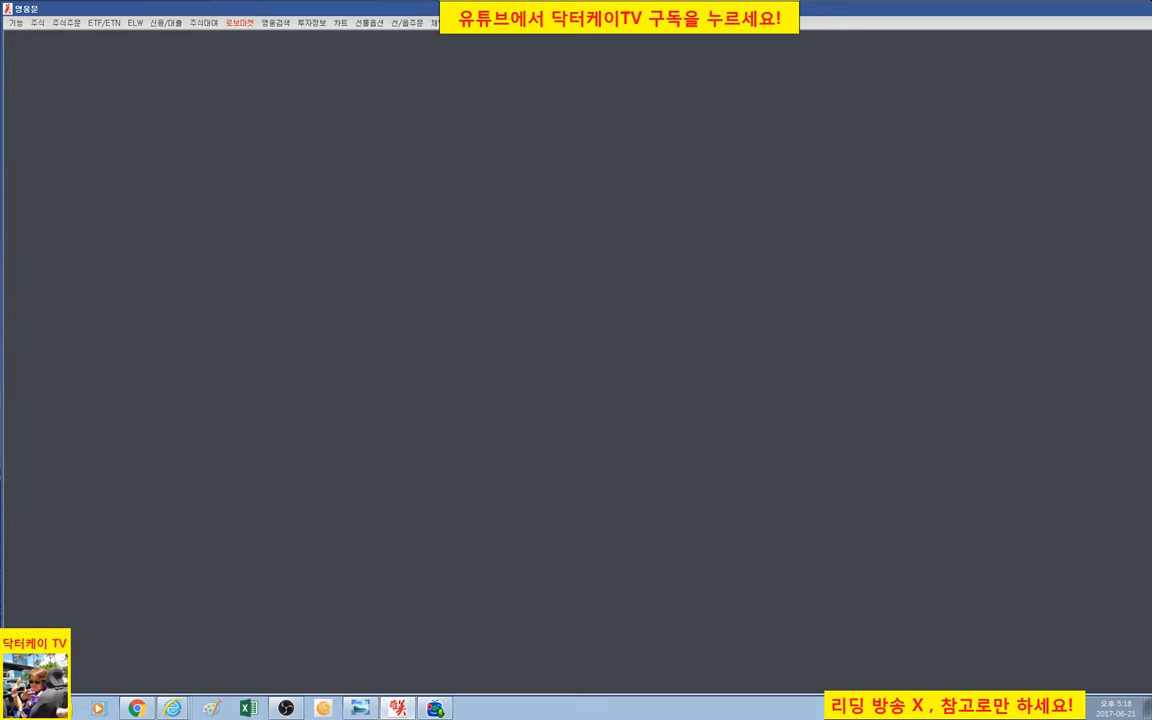 영웅문
기능 주식 주식주문 ETF/ETN ELW 신용/대출 주식대여 로보마켓 영웅검색 투자정보 차트 선물옵션 선/옵주문
유튜브에서 닥터케이TV 구독을 누르세요!
닥터케이 TV
리딩 방송 X , 참고로만 하세요!
오후 5:18
2017-06-21